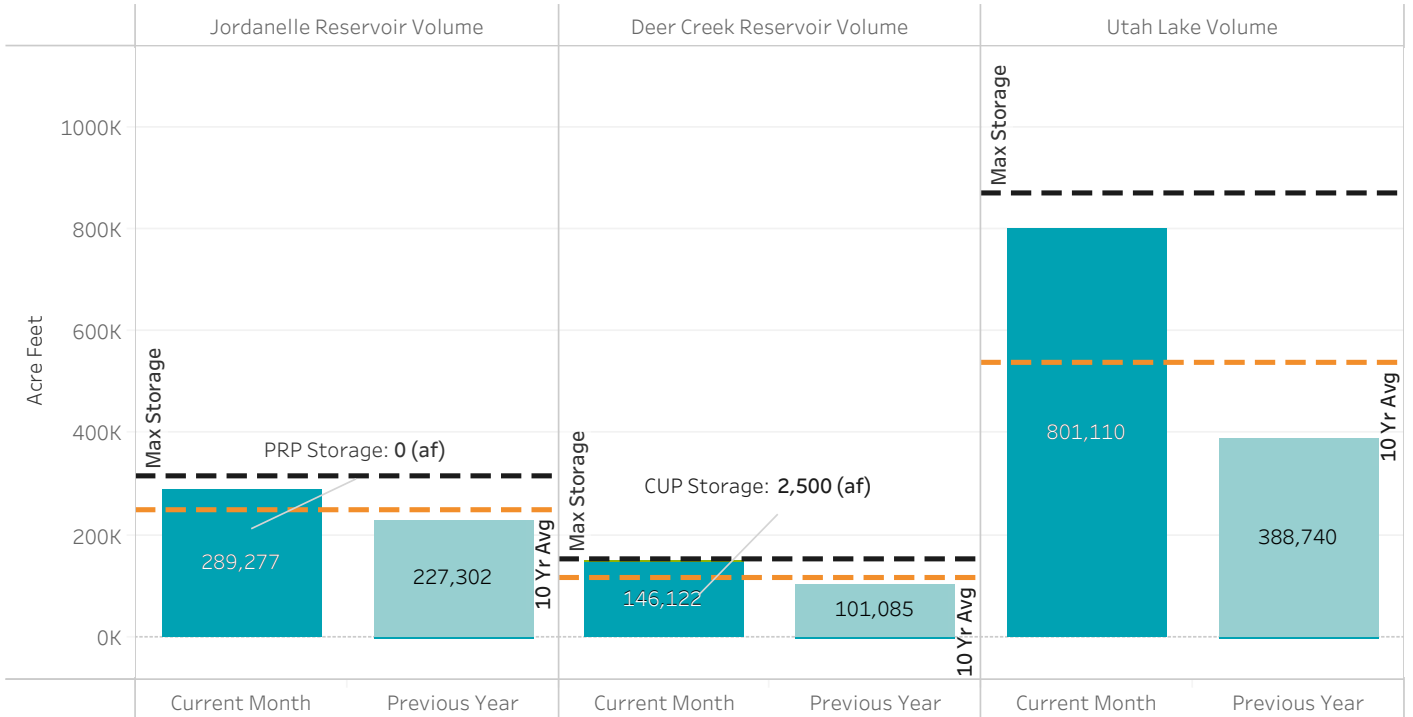 Jordanelle Reservoir Volume
Deer Creek Reservoir Volume
Utah Lake Volume
Acre Feet
1000K
800K
600K
400K
200K
0K
Max Storage
PRP Storage: 0 (af)
289,277
227,302
10 Yr Avg
Max Storage
CUP Storage: 2,500 (af)
146,122
101,085
10 Yr Avg
Max Storage
801,110
388,740
10 Yr Avg
Current Month
Previous Year
Current Month
Previous Year
Current Month
Previous Year